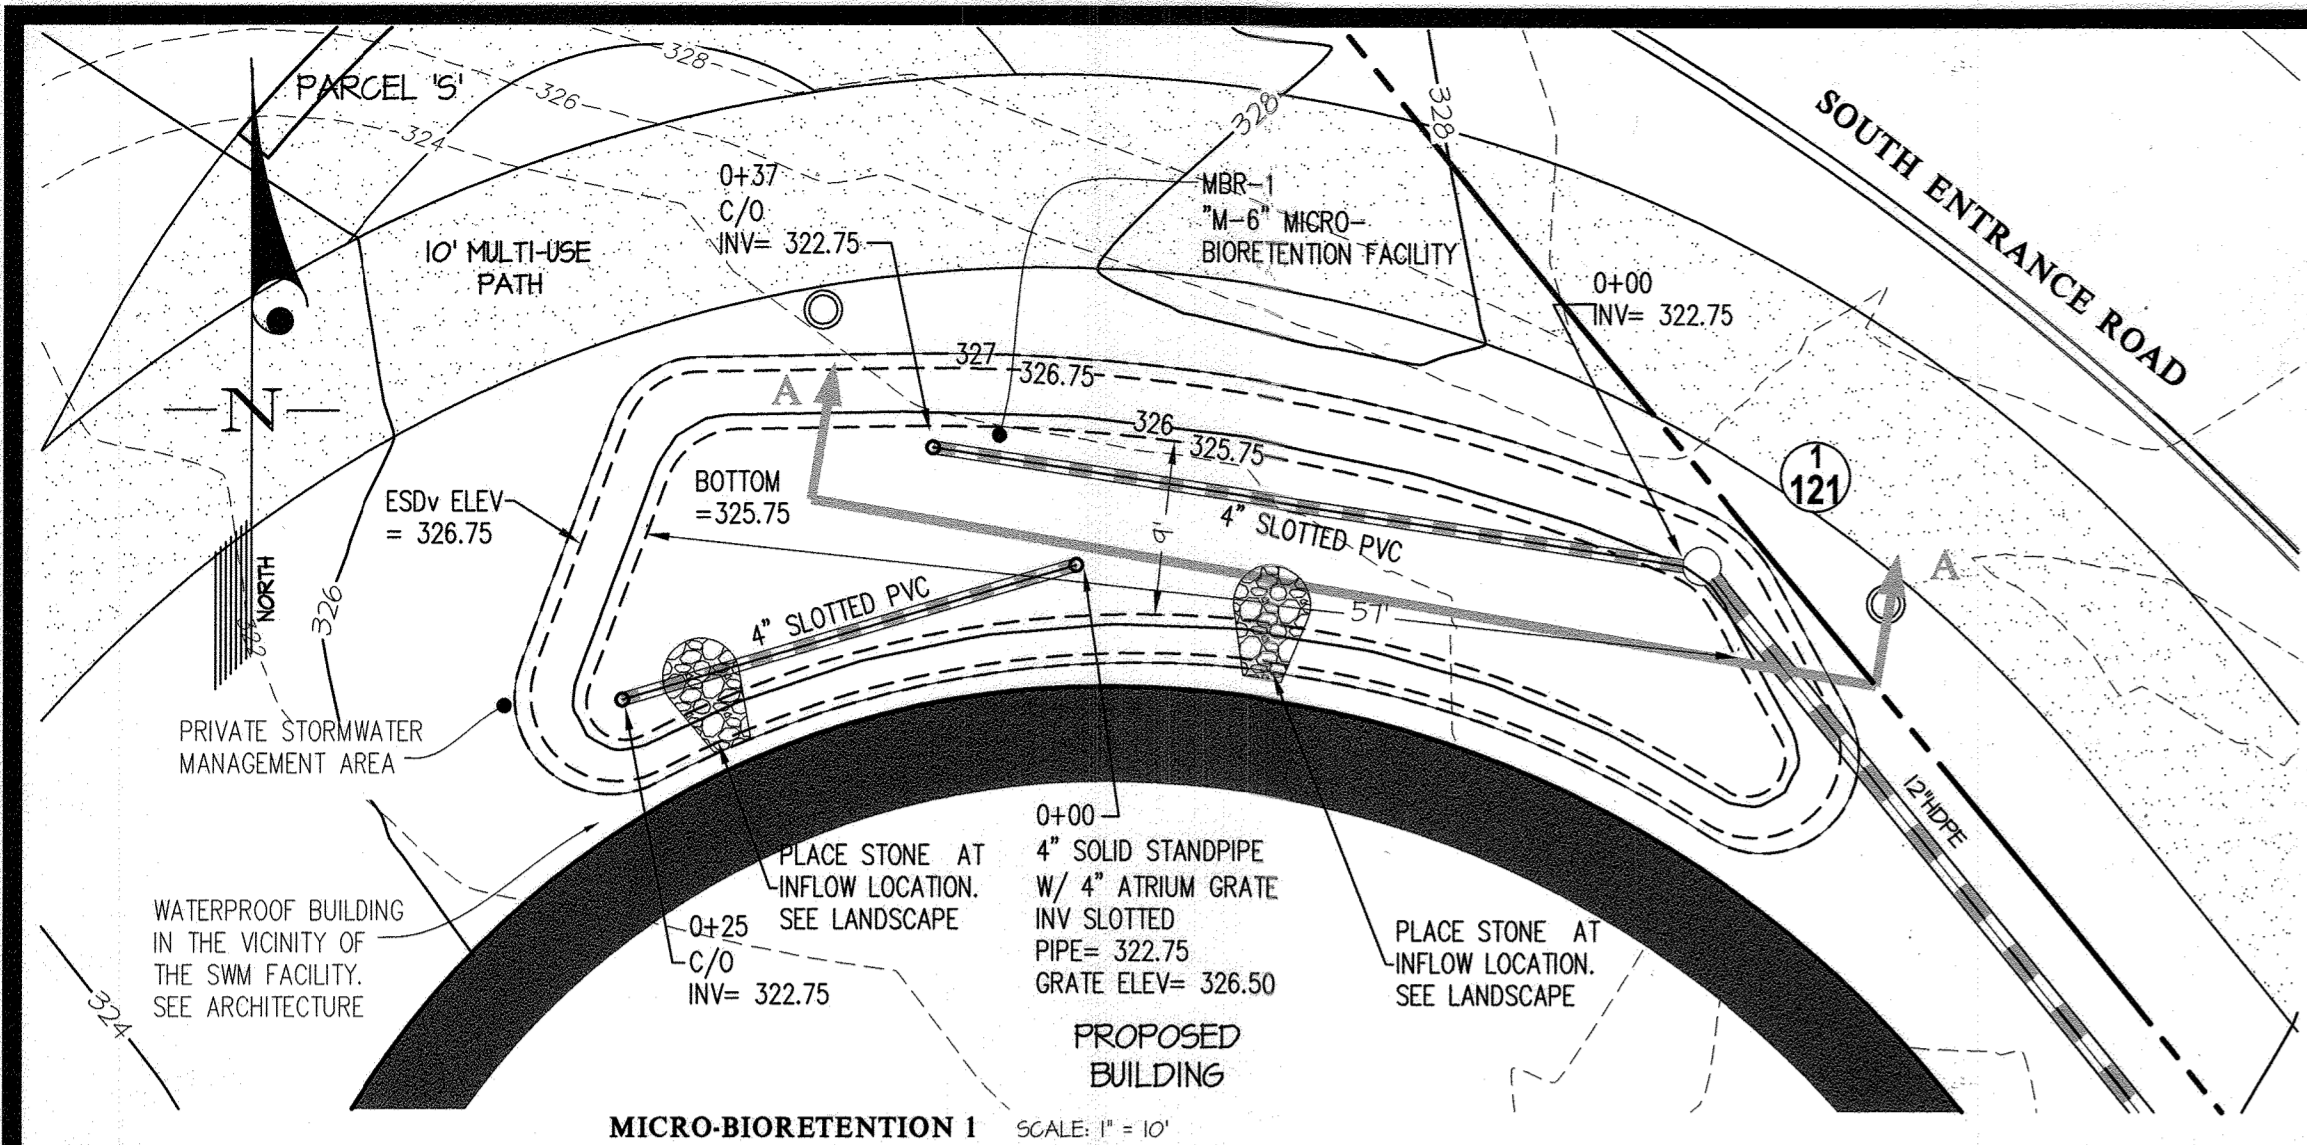 PARCEL 'S'
328
326
324
328
328
SOUTH ENTRANCE ROAD
0+37
C/O
INV= 322.75
MBR-1
"M-6" MICRO-
BIORETENTION FACILITY
10' MULTI-USE
PATH
0+00
INV= 322.75
N
NORTH
327
326.75
A
326
325.75
1
121
BOTTOM
=325.75
ESDv ELEV
= 326.75
4" SLOTTED PVC
4" SLOTTED PVC
A
57'
326
322
PRIVATE STORMWATER
MANAGEMENT AREA
12"HDPE
0+00
4" SOLID STANDPIPE
W/ 4" ATRIUM GRATE
INV SLOTTED
PIPE= 322.75
GRATE ELEV= 326.50
PLACE STONE AT
INFLOW LOCATION.
SEE LANDSCAPE
WATERPROOF BUILDING
IN THE VICINITY OF
THE SWM FACILITY.
SEE ARCHITECTURE
0+25
C/O
INV= 322.75
PLACE STONE AT
INFLOW LOCATION.
SEE LANDSCAPE
324
PROPOSED
BUILDING
MICRO-BIORETENTION 1 SCALE: 1" = 10'